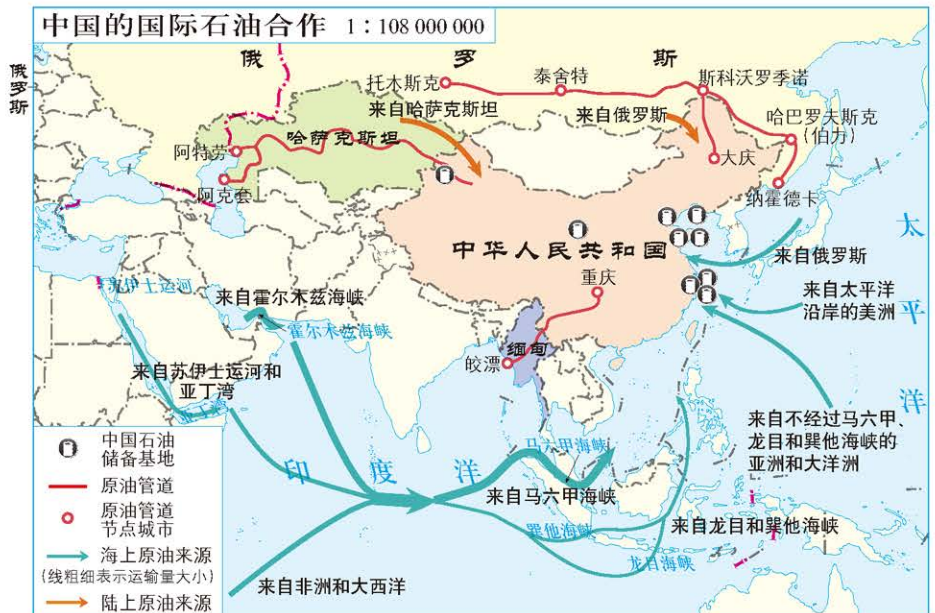 中国的国际石油合作 1:108 000 000
俄罗斯
俄 罗 斯
托木斯克
泰舍特
斯科沃罗季诺
来自哈萨克斯坦
来自俄罗斯
哈巴罗夫斯克
(伯力)
哈萨克斯坦
阿特劳
大庆
阿克套
纳霍德卡
太平洋
中华人民共和国
来自俄罗斯
苏伊士运河
重庆
来自霍尔木兹海峡
来自太平洋
沿岸的美洲
霍尔木兹海峡
缅甸
皎漂
来自苏伊士运河和
亚丁湾
亚丁湾
来自不经过马六甲、
龙目和巽他海峡的
亚洲和大洋洲
马六甲海峡
印 度 洋
来自马六甲海峡
巽他海峡
来自龙目和巽他海峡
龙目海峡
来自非洲和大西洋
中国石油
储备基地
原油管道
原油管道
节点城市
海上原油来源
(线粗细表示运输量大小)
陆上原油来源